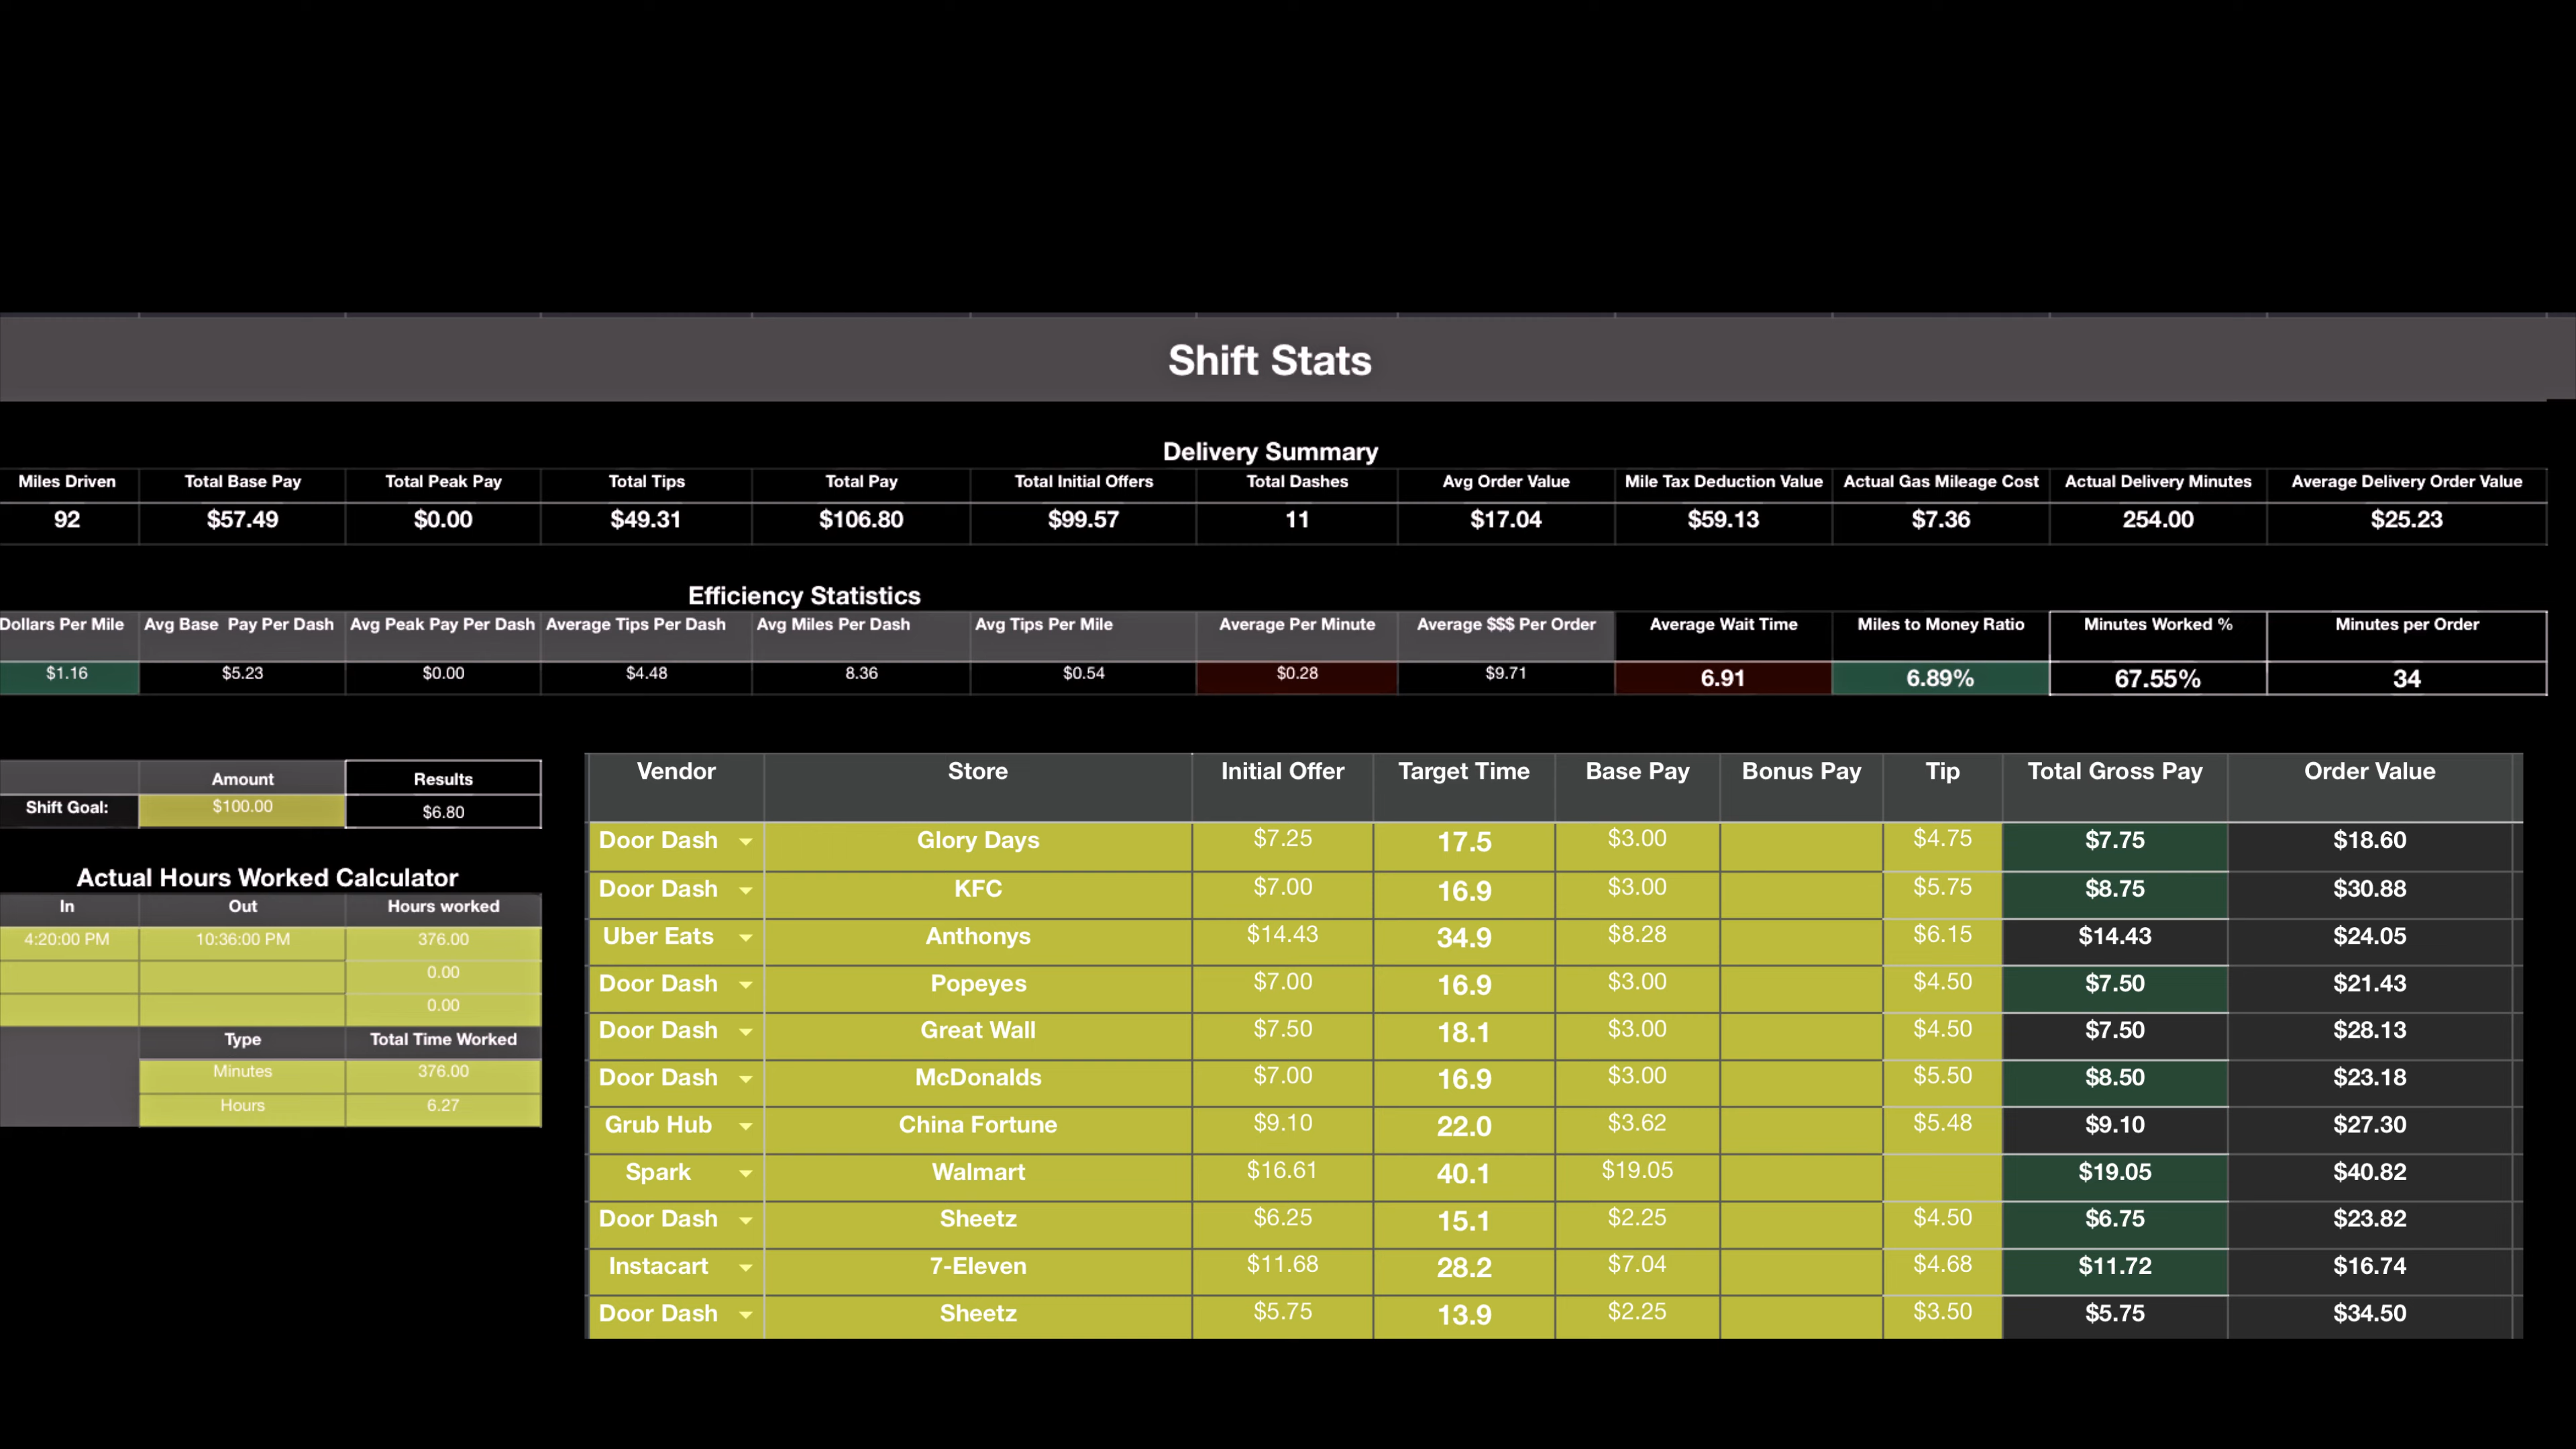 Shift Stats
Delivery Summary
Miles Driven Total Base Pay Total Peak Pay Total Tips Total Pay Total Initial Offers Total Dashes Avg Order Value Mile Tax Deduction Value Actual Gas Mileage Cost Actual Delivery Minutes Average Delivery Order Value
92 $57.49 $0.00 $49.31 $106.80 $99.57 11 $17.04 $59.13 $7.36 254.00 $25.23
Efficiency Statistics
Dollars Per Mile Avg Base Pay Per Dash Avg Peak Pay Per Dash Average Tips Per Dash Avg Miles Per Dash Avg Tips Per Mile Average Per Minute Average $$$ Per Order Average Wait Time Miles to Money Ratio Minutes Worked % Minutes per Order
$1.16 $5.23 $0.00 $4.48 8.36 $0.54 $0.28 $9.71 6.91 6.89% 67.55% 34
Amount Results
Shift Goal: $100.00 $6.80
Actual Hours Worked Calculator
In Out Hours worked
4:20:00 PM 10:36:00 PM 376.00
0.00
0.00
Type Total Time Worked
Minutes 376.00
Hours 6.27
Vendor Store Initial Offer Target Time Base Pay Bonus Pay Tip Total Gross Pay Order Value
Door Dash Glory Days $7.25 17.5 $3.00 $4.75 $7.75 $18.60
Door Dash KFC $7.00 16.9 $3.00 $5.75 $8.75 $30.88
Uber Eats Anthonys $14.43 34.9 $8.28 $6.15 $14.43 $24.05
Door Dash Popeyes $7.00 16.9 $3.00 $4.50 $7.50 $21.43
Door Dash Great Wall $7.50 18.1 $3.00 $4.50 $7.50 $28.13
Door Dash McDonalds $7.00 16.9 $3.00 $5.50 $8.50 $23.18
Grub Hub China Fortune $9.10 22.0 $3.62 $5.48 $9.10 $27.30
Spark Walmart $16.61 40.1 $19.05 $19.05 $40.82
Door Dash Sheetz $6.25 15.1 $2.25 $4.50 $6.75 $23.82
Instacart 7-Eleven $11.68 28.2 $7.04 $4.68 $11.72 $16.74
Door Dash Sheetz $5.75 13.9 $2.25 $3.50 $5.75 $34.50